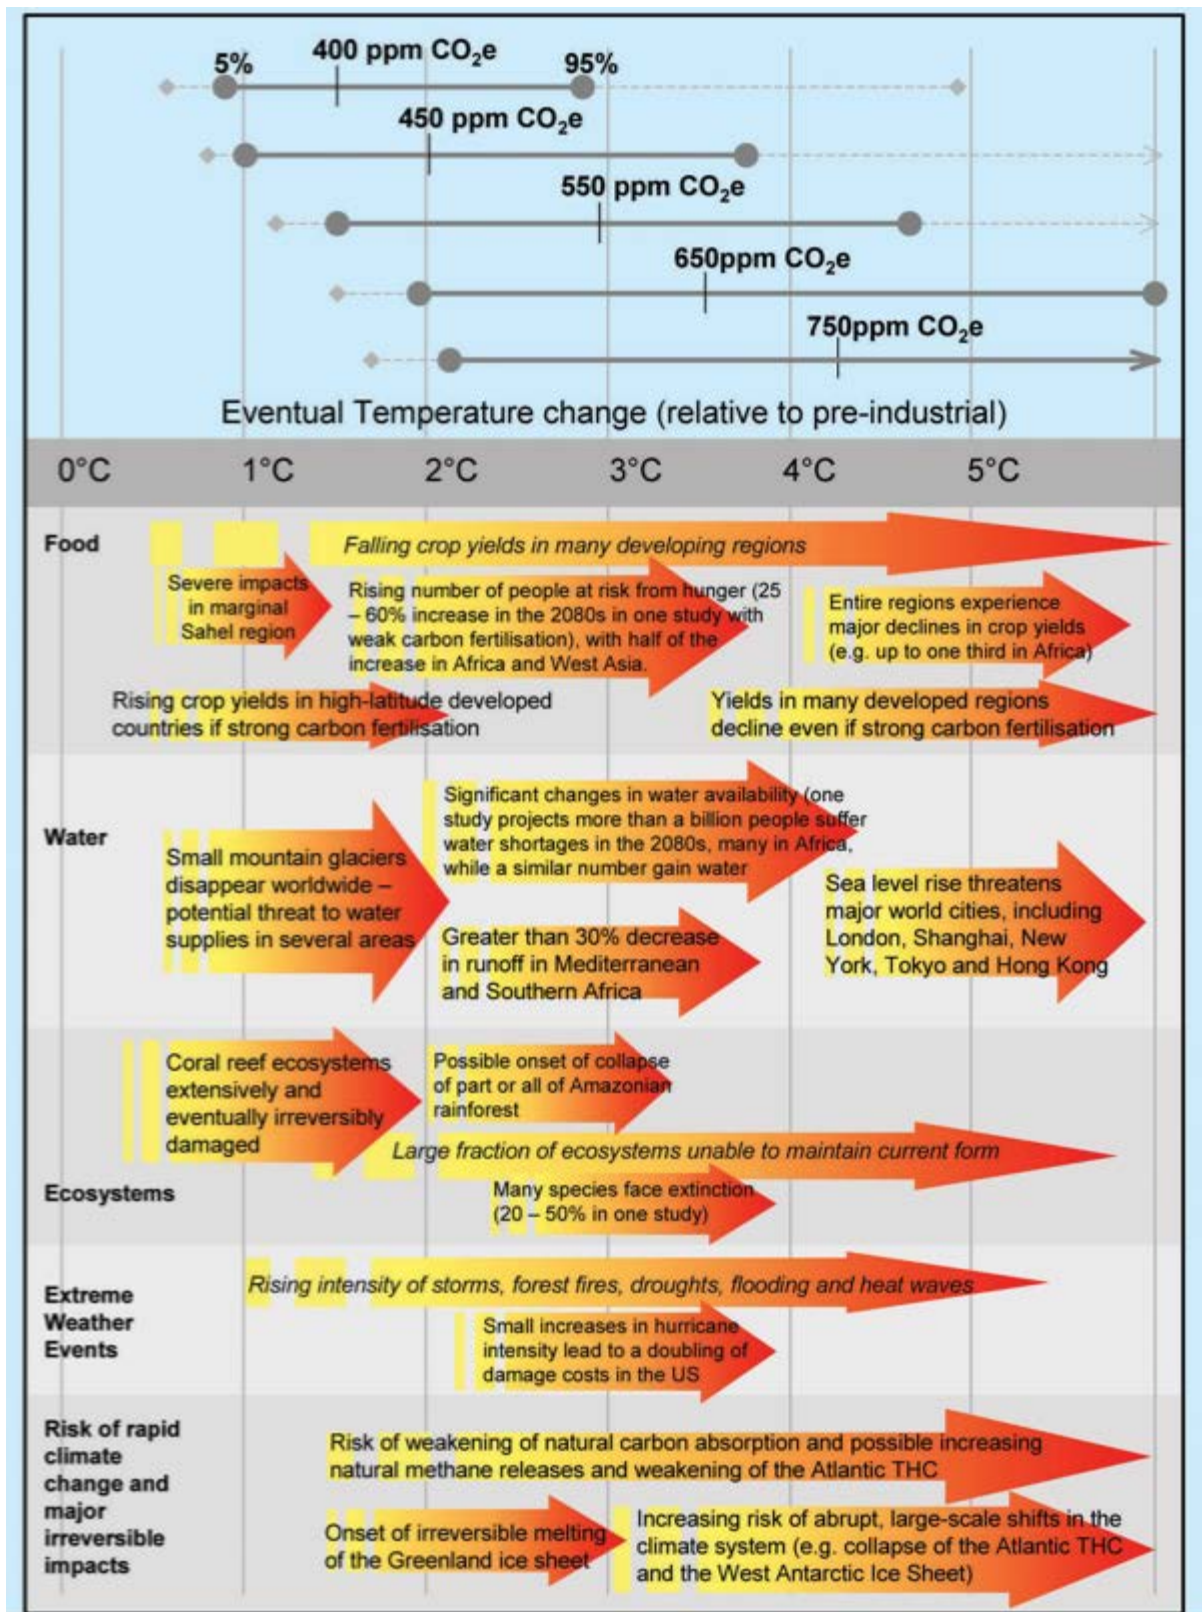 400 ppm CO₂e
5%
95%
450 ppm CO₂e
550 ppm CO₂e
650ppm CO₂e
750ppm CO₂e
Eventual Temperature change (relative to pre-industrial)
0°C 1°C 2°C 3°C 4°C 5°C
Food
Falling crop yields in many developing regions
Severe impacts
in marginal
Sahel region
Rising number of people at risk from hunger (25
– 60% increase in the 2080s in one study with
weak carbon fertilisation), with half of the
increase in Africa and West Asia.
Entire regions experience
major declines in crop yields
(e.g. up to one third in Africa)
Rising crop yields in high-latitude developed
countries if strong carbon fertilisation
Yields in many developed regions
decline even if strong carbon fertilisation
Water
Small mountain glaciers
disappear worldwide –
potential threat to water
supplies in several areas
Significant changes in water availability (one
study projects more than a billion people suffer
water shortages in the 2080s, many in Africa,
while a similar number gain water
Greater than 30% decrease
in runoff in Mediterranean
and Southern Africa
Sea level rise threatens
major world cities, including
London, Shanghai, New
York, Tokyo and Hong Kong
Ecosystems
Coral reef ecosystems
extensively and
eventually irreversibly
damaged
Possible onset of collapse
of part or all of Amazonian
rainforest
Large fraction of ecosystems unable to maintain current form
Many species face extinction
(20 – 50% in one study)
Extreme
Weather
Events
Rising intensity of storms, forest fires, droughts, flooding and heat waves
Small increases in hurricane
intensity lead to a doubling of
damage costs in the US
Risk of rapid
climate
change and
major
irreversible
impacts
Risk of weakening of natural carbon absorption and possible increasing
natural methane releases and weakening of the Atlantic THC
Onset of irreversible melting
of the Greenland ice sheet
Increasing risk of abrupt, large-scale shifts in the
climate system (e.g. collapse of the Atlantic THC
and the West Antarctic Ice Sheet)